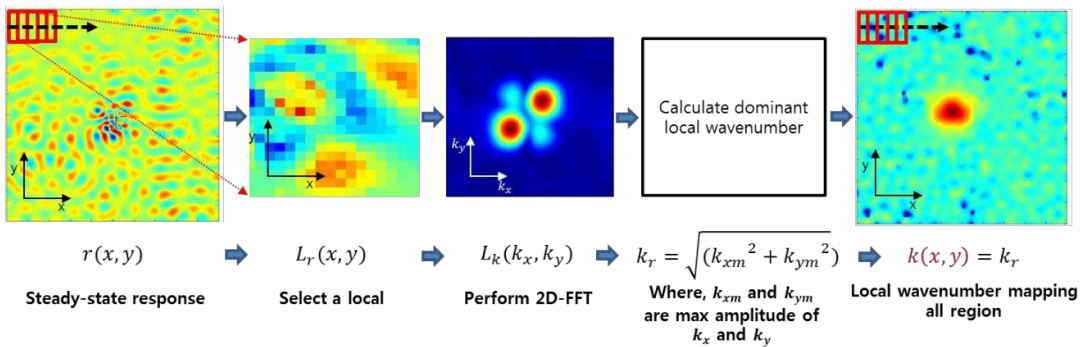 y
x
y
x
k_y
k_x
Calculate dominant
local wavenumber
y
x
r(x, y)
L_r(x, y)
L_k(k_x, k_y)
k_r = √(k_xm² + k_ym²)
k(x, y) = k_r
Steady-state response
Select a local
Perform 2D-FFT
Where, k_xm and k_ym
are max amplitude of
k_x and k_y
Local wavenumber mapping
all region